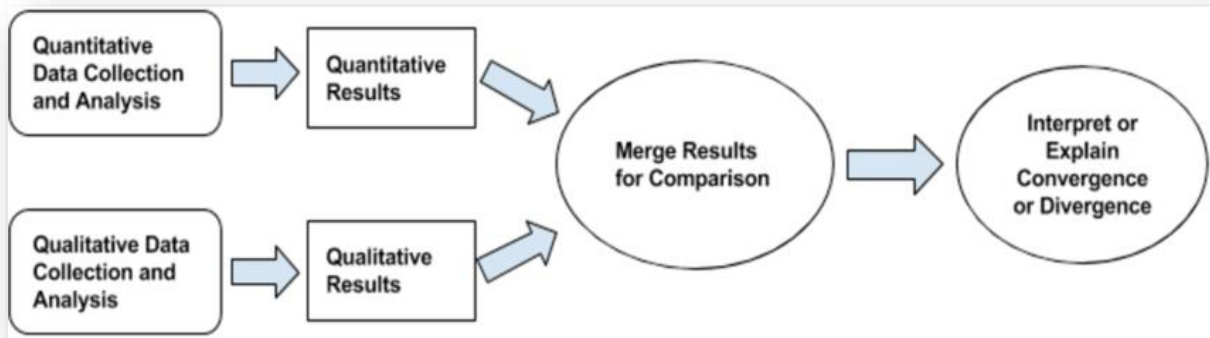 Quantitative
Data Collection
and Analysis
Quantitative
Results
Qualitative Data
Collection and
Analysis
Qualitative
Results
Merge Results
for Comparison
Interpret or
Explain
Convergence
or Divergence